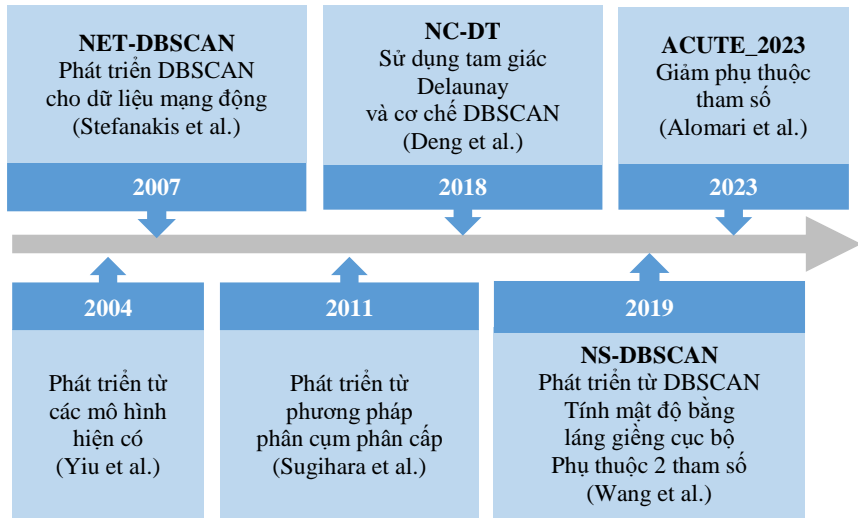 NET-DBSCAN
Phát triển DBSCAN
cho dữ liệu mạng động
(Stefanakis et al.)
2007
NC-DT
Sử dụng tam giác
Delaunay
và cơ chế DBSCAN
(Deng et al.)
2018
ACUTE_2023
Giảm phụ thuộc
tham số
(Alomari et al.)
2023
2004
Phát triển từ
các mô hình
hiện có
(Yiu et al.)
2011
Phát triển từ
phương pháp
phân cụm phân cấp
(Sugihara et al.)
2019
NS-DBSCAN
Phát triển từ DBSCAN
Tính mật độ bằng
láng giềng cục bộ
Phụ thuộc 2 tham số
(Wang et al.)